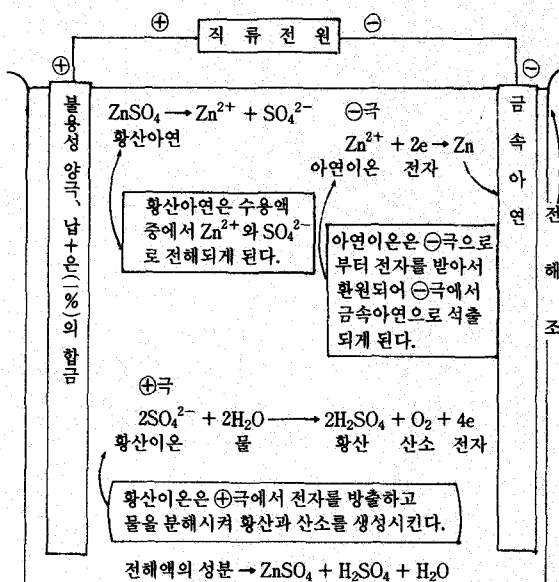 ⊕ ⊖
직 류 전 원
⊕ ⊖
불용성 양극、납+은(1%)의 합금
ZnSO₄ → Zn²⁺ + SO₄²⁻
황산아연
⊖극
Zn²⁺ + 2e → Zn
아연이온 전자
금 속 아 연
전 해 조
황산아연은 수용액
중에서 Zn²⁺와 SO₄²⁻
로 전해되게 된다.
아연이온은 ⊖극으로
부터 전자를 받아서
환원되어 ⊖극에서
금속아연으로 석출
되게 된다.
⊕극
2SO₄²⁻ + 2H₂O → 2H₂SO₄ + O₂ + 4e
황산이온 물 황산 산소 전자
황산이온은 ⊕극에서 전자를 방출하고
물을 분해시켜 황산과 산소를 생성시킨다.
전해액의 성분 → ZnSO₄ + H₂SO₄ + H₂O